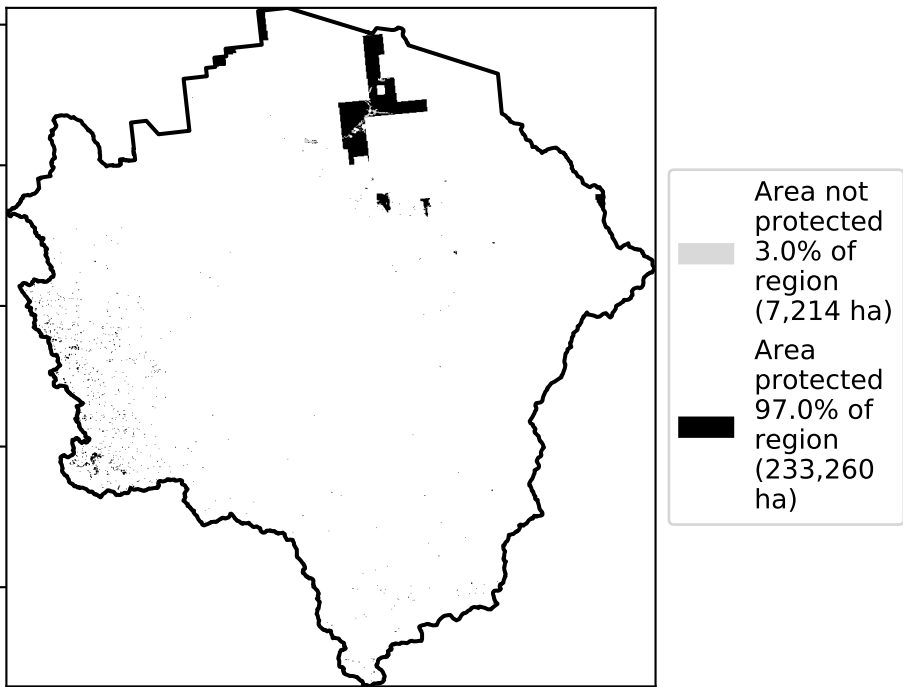 Area not
protected
3.0% of
region
(7,214 ha)
Area
protected
97.0% of
region
(233,260
ha)